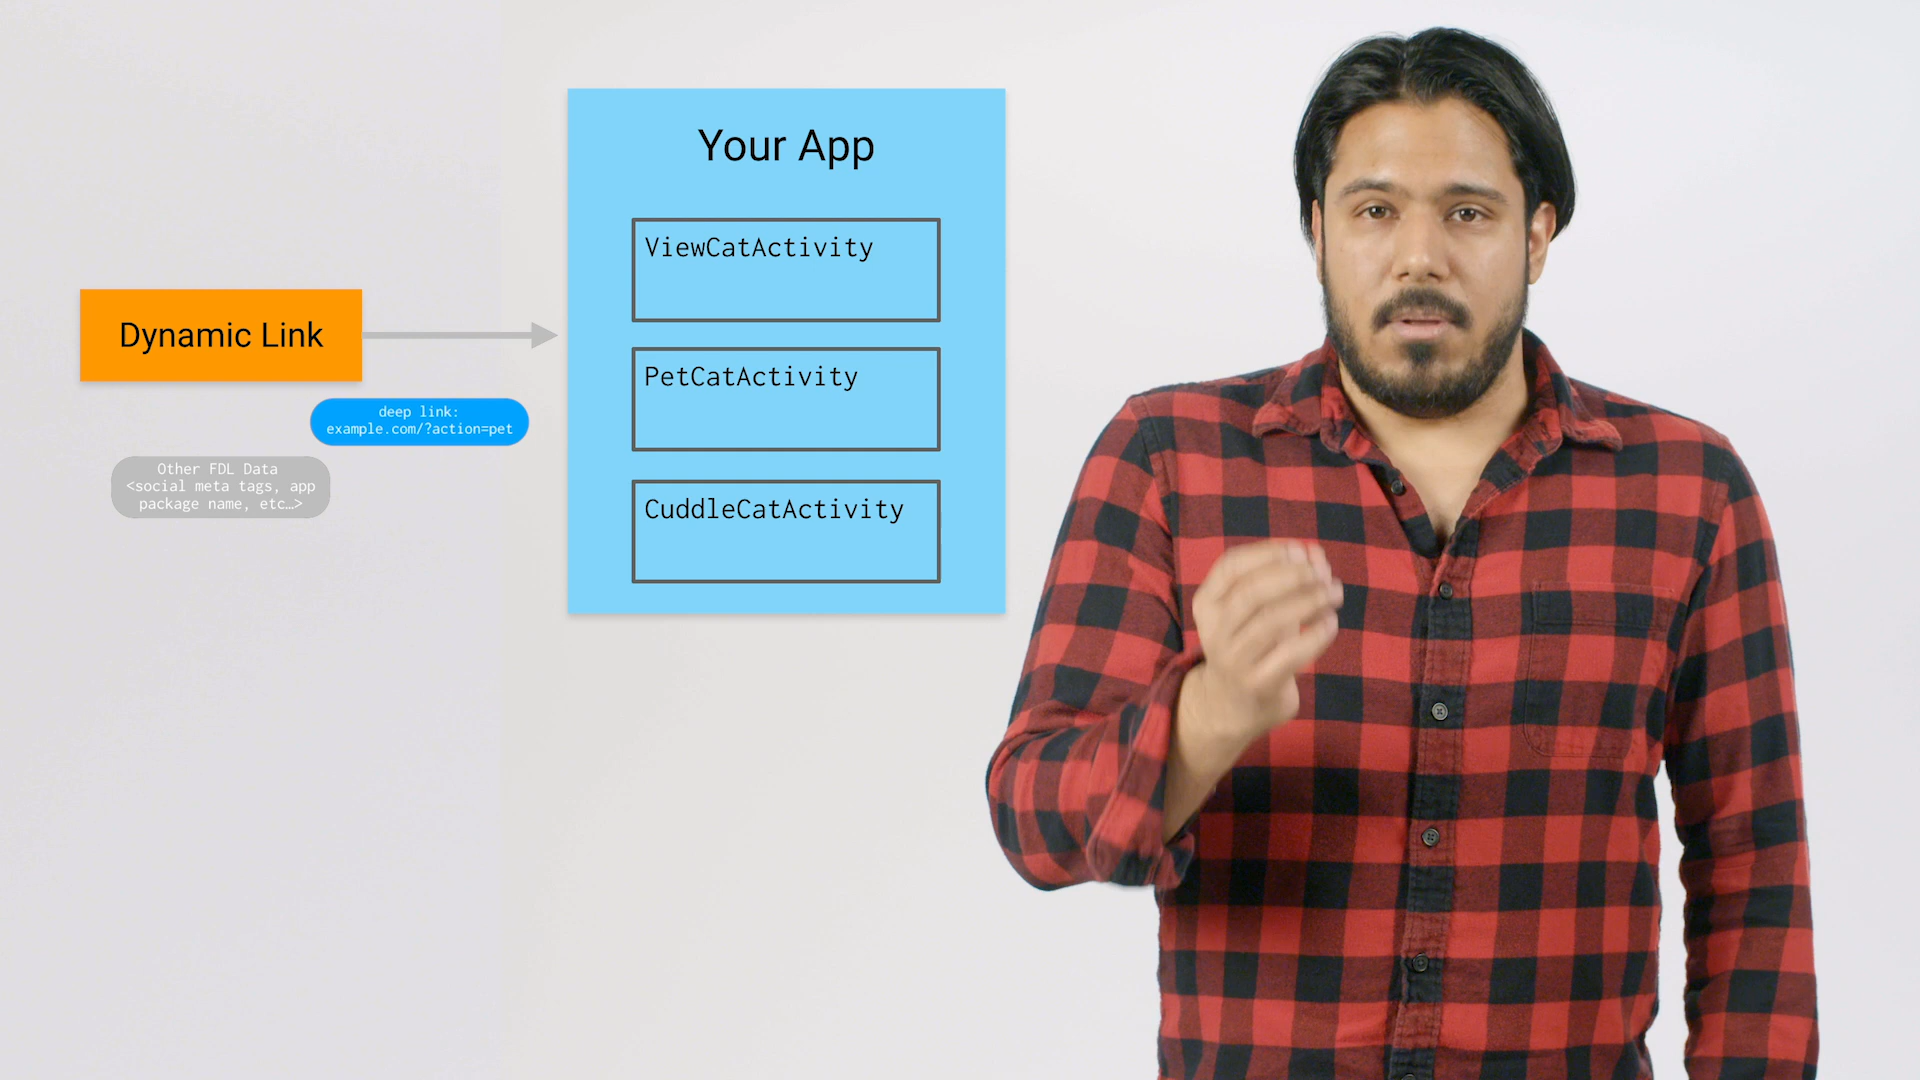 Your App
ViewCatActivity
Dynamic Link
PetCatActivity
deep link:
example.com/?action=pet
Other FDL Data
<social meta tags, app
package name, etc…>
CuddleCatActivity